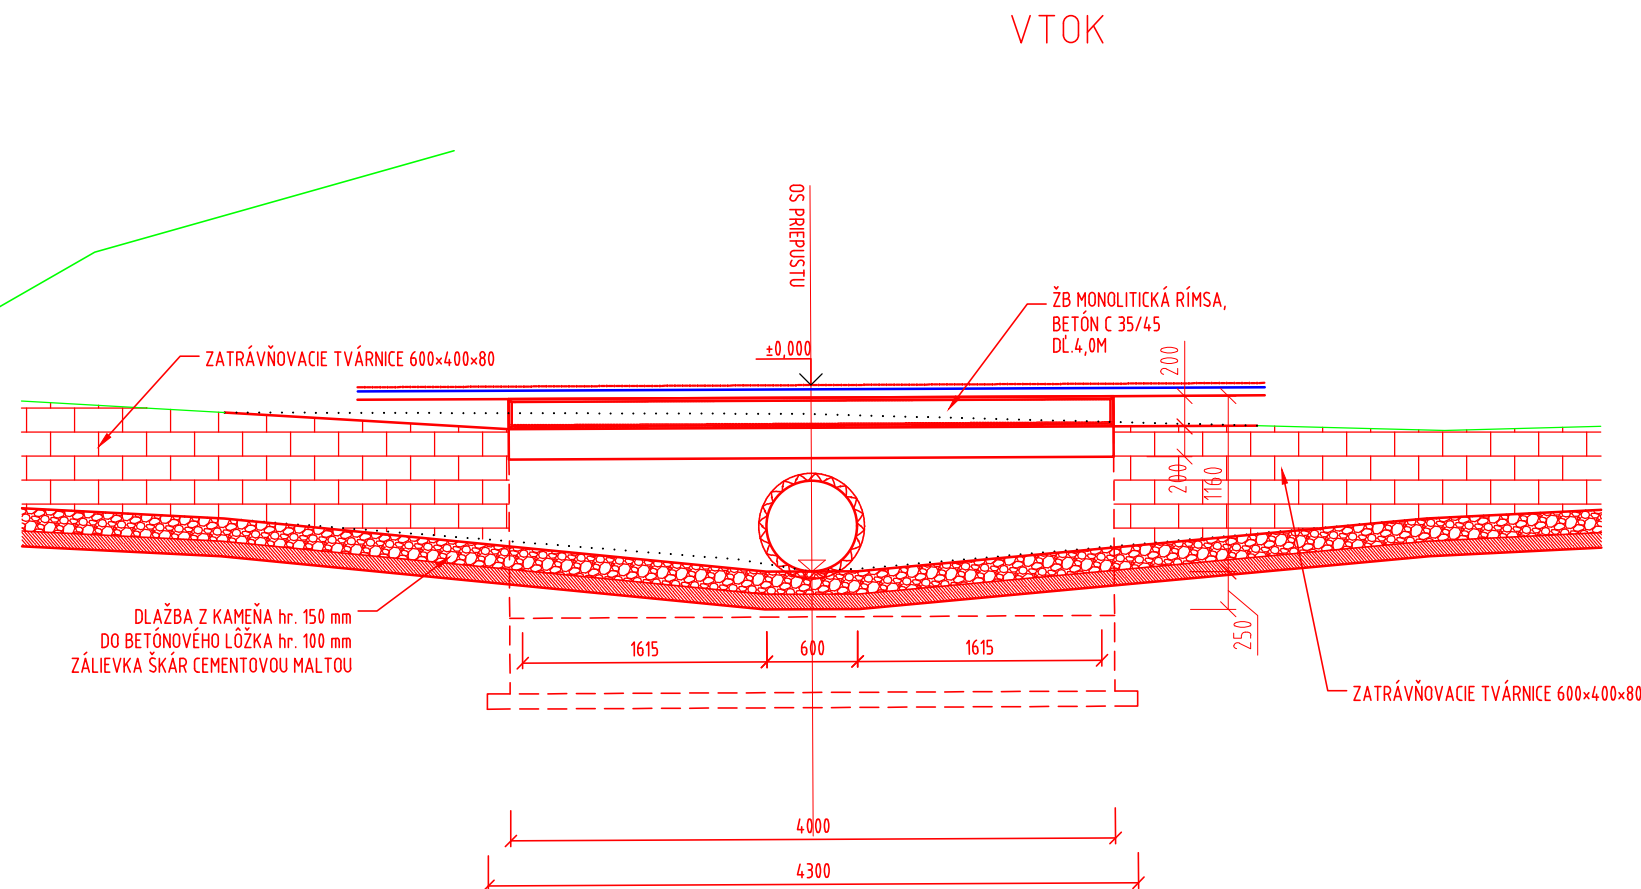 VTOK
OS PRIEPUSTU
ŽB MONOLITICKÁ RÍMSA,
BETÓN C 35/45
DĹ.4,0M
±0,000
ZATRÁVŇOVACIE TVÁRNICE 600×400×80
200
200
1160
250
DLAŽBA Z KAMEŇA hr. 150 mm
DO BETÓNOVÉHO LÔŽKA hr. 100 mm
ZÁLIEVKA ŠKÁR CEMENTOVOU MALTOU
1615
600
1615
ZATRÁVŇOVACIE TVÁRNICE 600×400×80
4000
4300